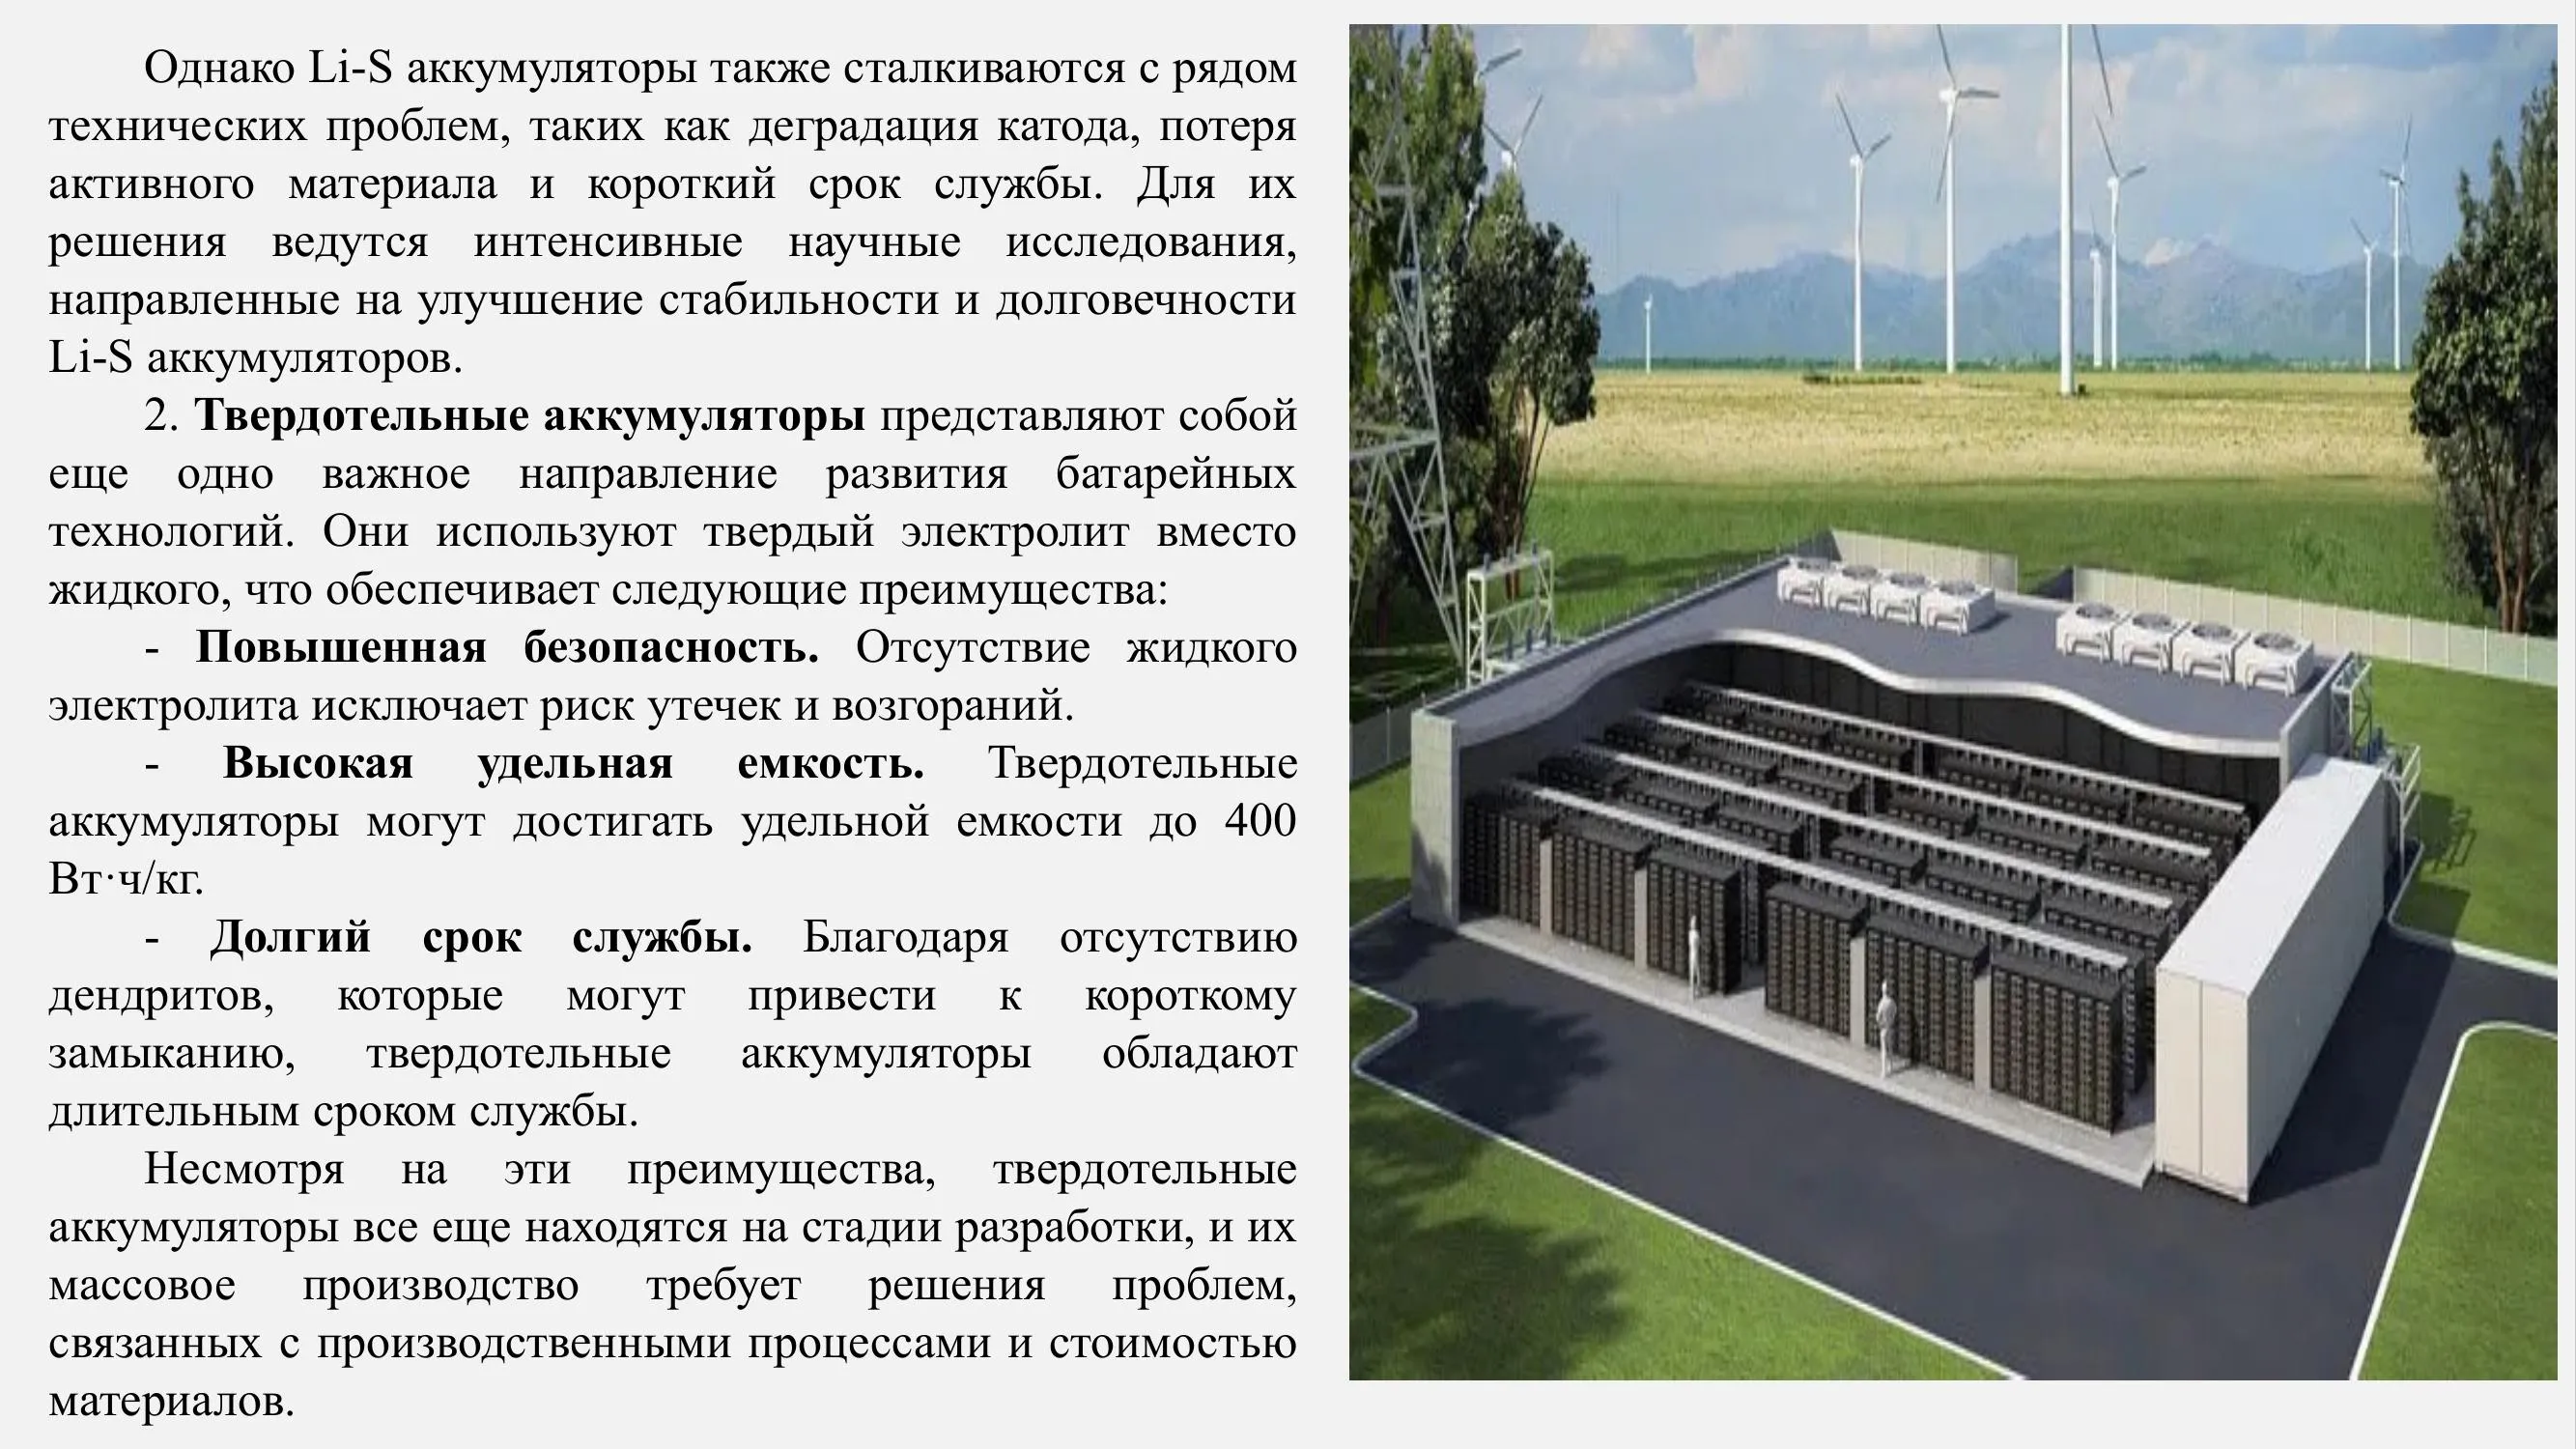 Однако Li-S аккумуляторы также сталкиваются с рядом
технических проблем, таких как деградация катода, потеря
активного материала и короткий срок службы. Для их
решения ведутся интенсивные научные исследования,
направленные на улучшение стабильности и долговечности
Li-S аккумуляторов.
2. Твердотельные аккумуляторы представляют собой
еще одно важное направление развития батарейных
технологий. Они используют твердый электролит вместо
жидкого, что обеспечивает следующие преимущества:
- Повышенная безопасность. Отсутствие жидкого
электролита исключает риск утечек и возгораний.
- Высокая удельная емкость. Твердотельные
аккумуляторы могут достигать удельной емкости до 400
Вт·ч/кг.
- Долгий срок службы. Благодаря отсутствию
дендритов, которые могут привести к короткому
замыканию, твердотельные аккумуляторы обладают
длительным сроком службы.
Несмотря на эти преимущества, твердотельные
аккумуляторы все еще находятся на стадии разработки, и их
массовое производство требует решения проблем,
связанных с производственными процессами и стоимостью
материалов.